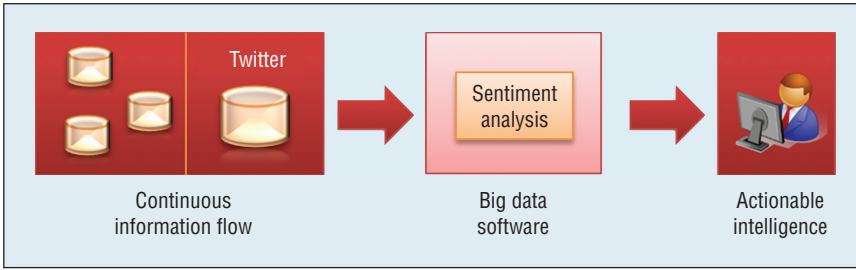 Twitter
Sentiment
analysis
Continuous
information flow
Big data
software
Actionable
intelligence